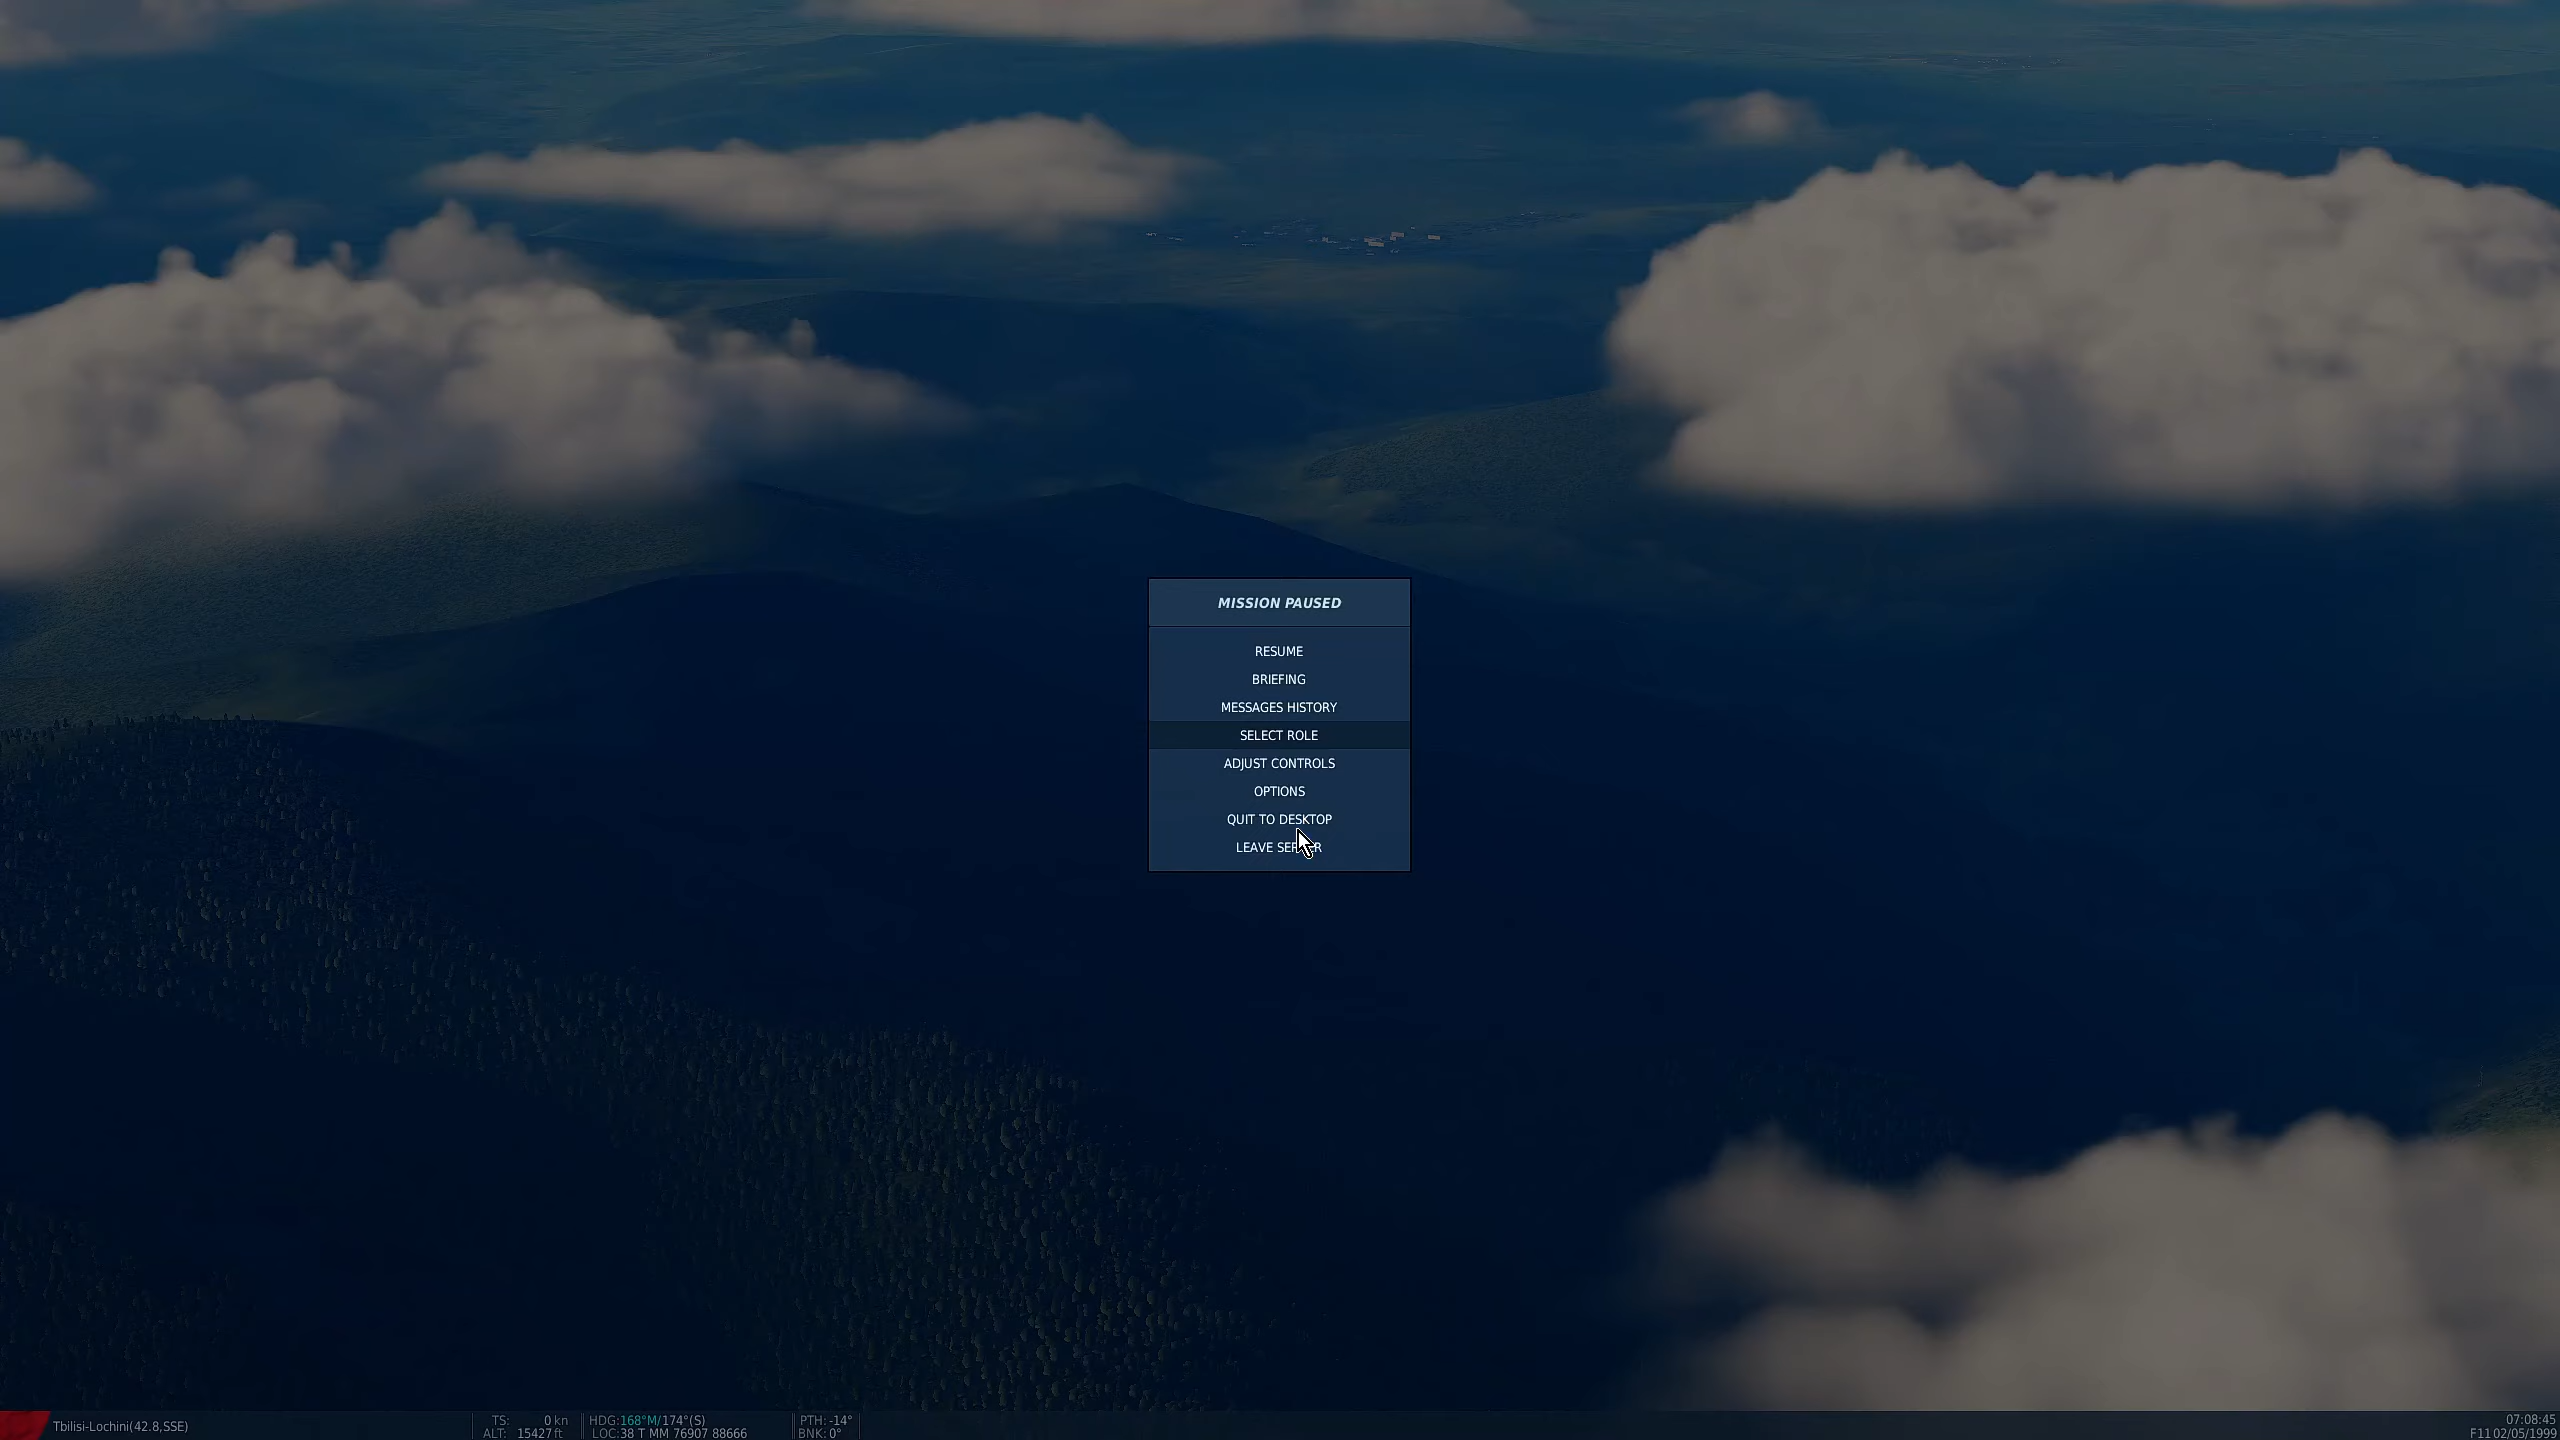 MISSION PAUSED
RESUME
BRIEFING
MESSAGES HISTORY
SELECT ROLE
ADJUST CONTROLS
OPTIONS
QUIT TO DESKTOP
LEAVE SER
Tbilisi-Lochini(42.8,SSE)
TS: 0 kn
ALT: 15427 ft
HDG:168°M/174°(S)
LOC:38 T MM 76907 88666
PTH: -14°
BNK: 0°
07:08:45
F11 02/05/1999